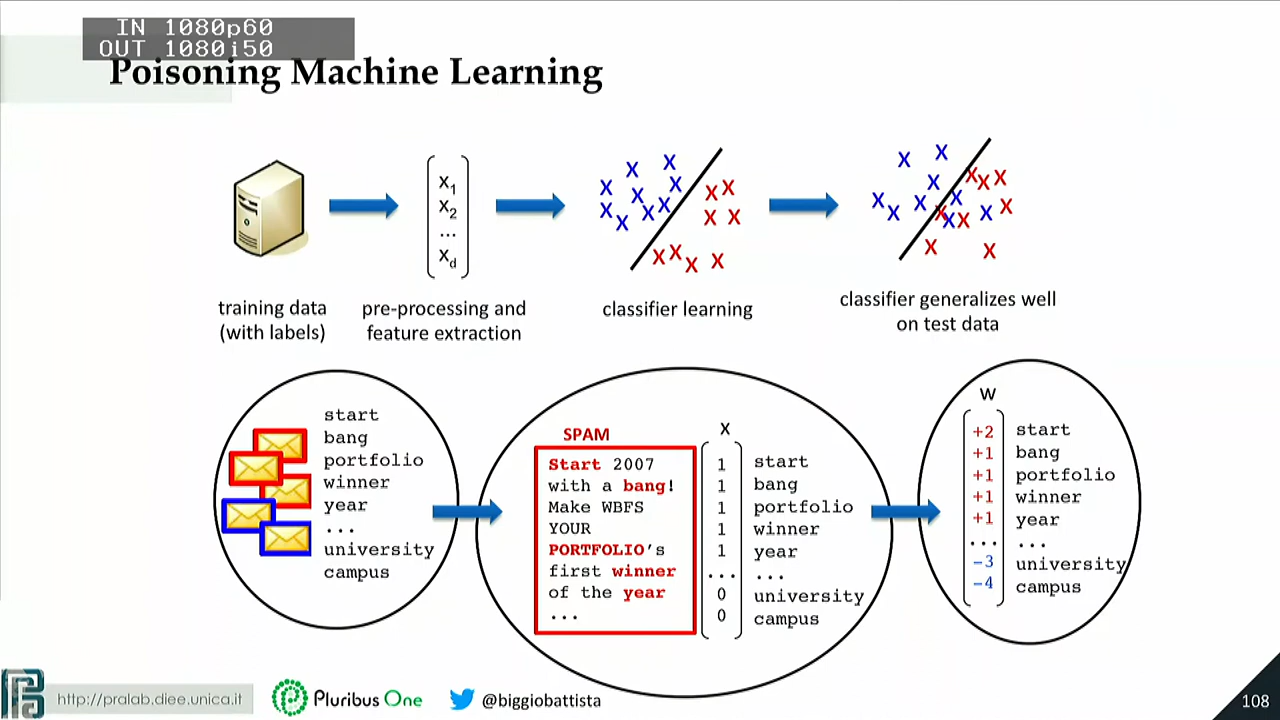 IN 1080p60
OUT 1080i50
Poisoning Machine Learning
x1
x2
...
xd
training data
(with labels)
pre-processing and
feature extraction
classifier learning
classifier generalizes well
on test data
start
bang
portfolio
winner
year
...
university
campus
SPAM
Start 2007
with a bang!
Make WBFS
YOUR
PORTFOLIO's
first winner
of the year
...
x
1 start
1 bang
1 portfolio
1 winner
1 year
... ...
0 university
0 campus
w
+2 start
+1 bang
+1 portfolio
+1 winner
+1 year
... ...
-3 university
-4 campus
http://pralab.diee.unica.it
Pluribus One
@biggiobattista
108